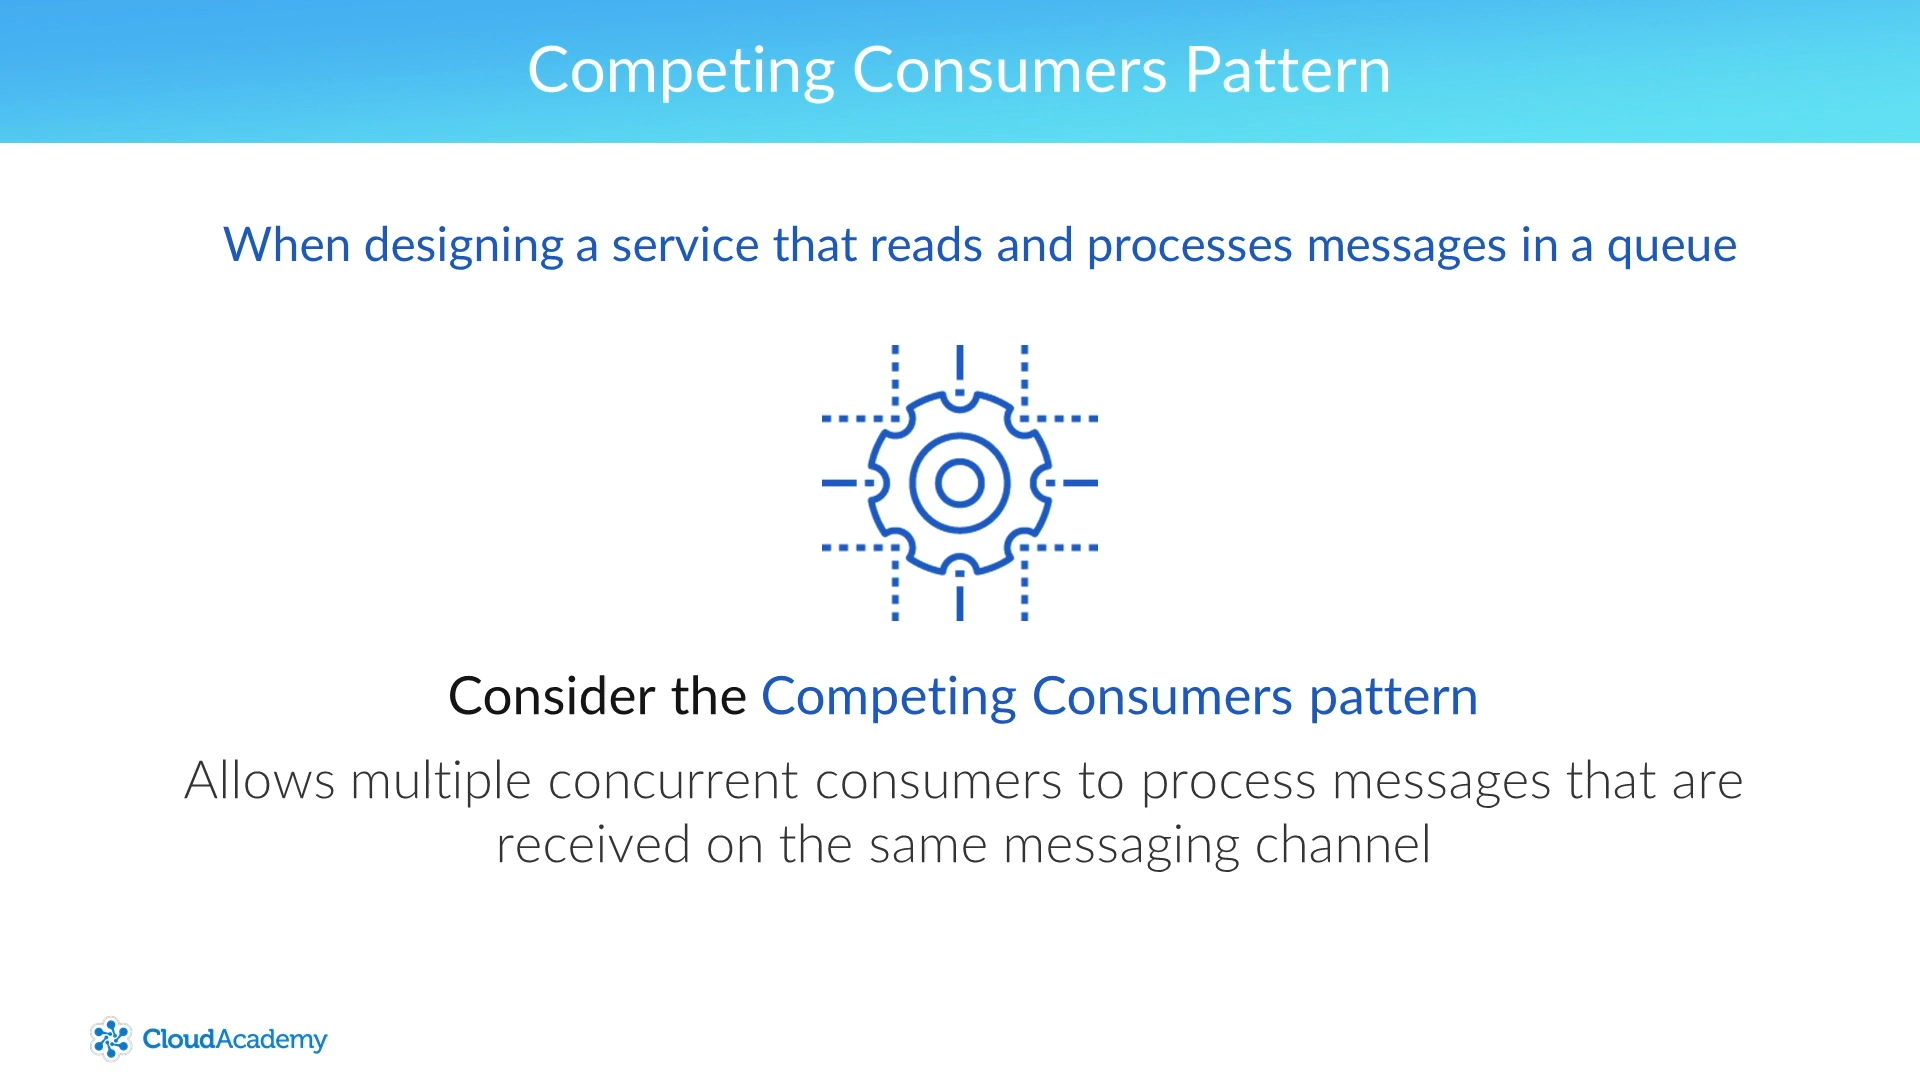 Competing Consumers Pattern
When designing a service that reads and processes messages in a queue
Consider the Competing Consumers pattern
Allows multiple concurrent consumers to process messages that are
received on the same messaging channel
CloudAcademy